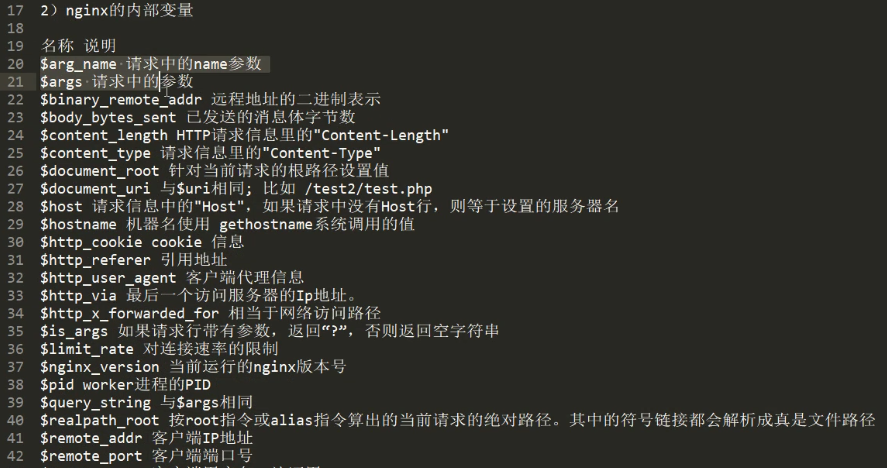 17 2）nginx的内部变量
18
19 名称 说明
20 $arg_name 请求中的name参数
21 $args 请求中的参数
22 $binary_remote_addr 远程地址的二进制表示
23 $body_bytes_sent 已发送的消息体字节数
24 $content_length HTTP请求信息里的"Content-Length"
25 $content_type 请求信息里的"Content-Type"
26 $document_root 针对当前请求的根路径设置值
27 $document_uri 与$uri相同; 比如 /test2/test.php
28 $host 请求信息中的"Host"，如果请求中没有Host行，则等于设置的服务器名
29 $hostname 机器名使用 gethostname系统调用的值
30 $http_cookie cookie 信息
31 $http_referer 引用地址
32 $http_user_agent 客户端代理信息
33 $http_via 最后一个访问服务器的Ip地址。
34 $http_x_forwarded_for 相当于网络访问路径
35 $is_args 如果请求行带有参数，返回“?”，否则返回空字符串
36 $limit_rate 对连接速率的限制
37 $nginx_version 当前运行的nginx版本号
38 $pid worker进程的PID
39 $query_string 与$args相同
40 $realpath_root 按root指令或alias指令算出的当前请求的绝对路径。其中的符号链接都会解析成真是文件路径
41 $remote_addr 客户端IP地址
42 $remote_port 客户端端口号